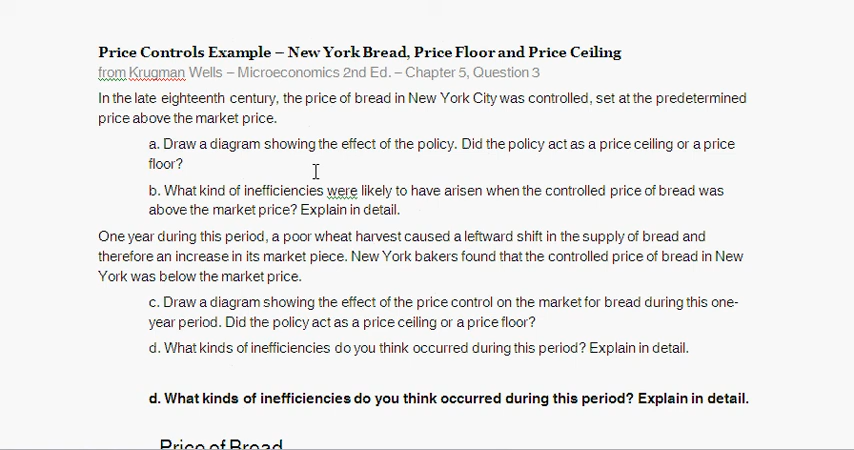 Price Controls Example – New York Bread, Price Floor and Price Ceiling
from Krugman Wells – Microeconomics 2nd Ed. – Chapter 5, Question 3
In the late eighteenth century, the price of bread in New York City was controlled, set at the predetermined
price above the market price.
a. Draw a diagram showing the effect of the policy. Did the policy act as a price ceiling or a price
floor?
b. What kind of inefficiencies were likely to have arisen when the controlled price of bread was
above the market price? Explain in detail.
One year during this period, a poor wheat harvest caused a leftward shift in the supply of bread and
therefore an increase in its market piece. New York bakers found that the controlled price of bread in New
York was below the market price.
c. Draw a diagram showing the effect of the price control on the market for bread during this one-
year period. Did the policy act as a price ceiling or a price floor?
d. What kinds of inefficiencies do you think occurred during this period? Explain in detail.
d. What kinds of inefficiencies do you think occurred during this period? Explain in detail.
Price of Bread